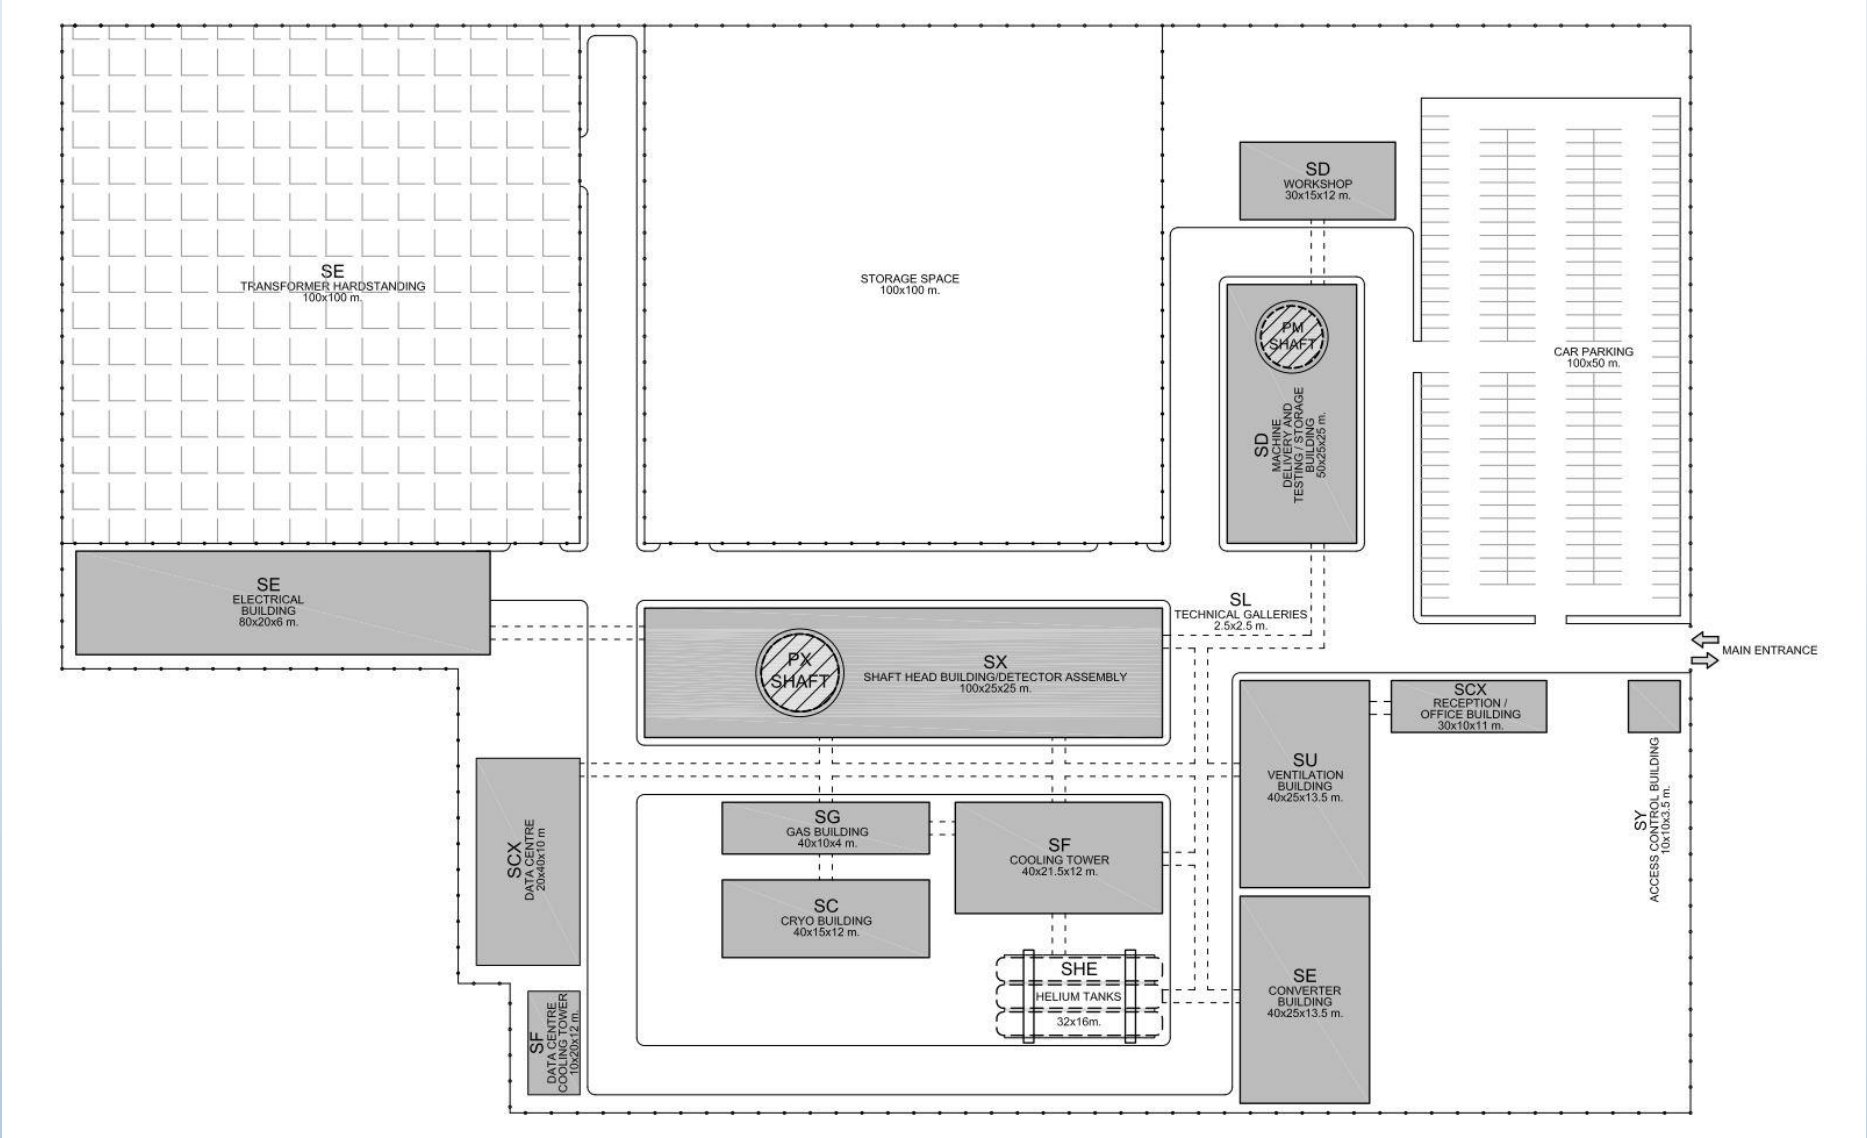 SD
WORKSHOP
30x15x12 m.
SE
TRANSFORMER HARDSTANDING
100x100 m.
STORAGE SPACE
100x100 m.
PM
SHAFT
CAR PARKING
100x50 m.
SD
MACHINE
DELIVERY AND
TESTING / STORAGE
BUILDING
50x25x25 m.
SE
ELECTRICAL
BUILDING
80x20x6 m.
SL
TECHNICAL GALLERIES
2.5x2.5 m.
MAIN ENTRANCE
PX
SHAFT
SX
SHAFT HEAD BUILDING/DETECTOR ASSEMBLY
100x25x25 m.
SCX
RECEPTION /
OFFICE BUILDING
30x10x11 m.
SU
VENTILATION
BUILDING
40x25x13.5 m.
SY
ACCESS CONTROL BUILDING
10x10x3.5 m.
SCX
DATA CENTRE
20x40x10 m
SG
GAS BUILDING
40x10x4 m.
SF
COOLING TOWER
40x21.5x12 m.
SC
CRYO BUILDING
40x15x12 m.
SHE
HELIUM TANKS
32x16m.
SE
CONVERTER
BUILDING
40x25x13.5 m.
SF
DATA CENTRE
COOLING TOWER
10x20x12 m.